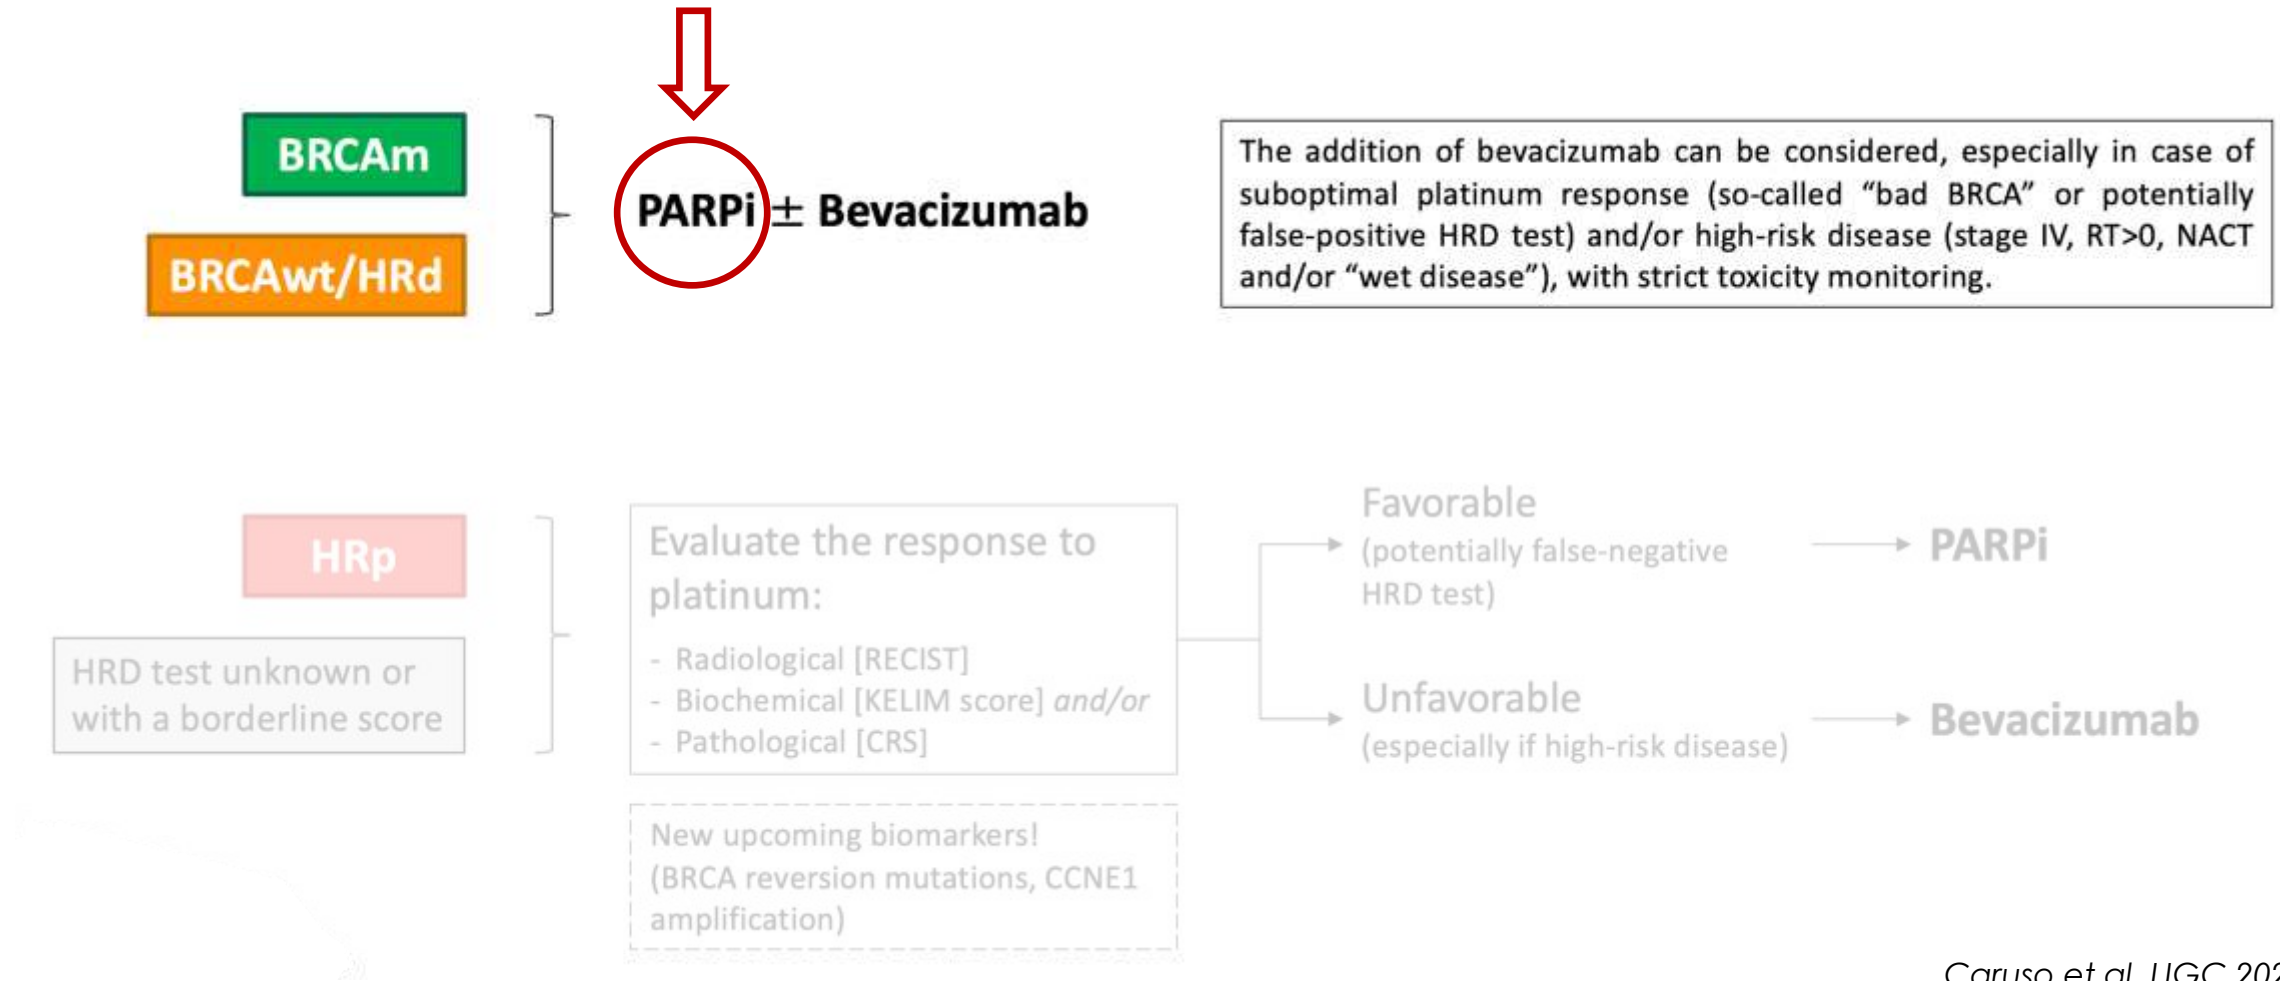 BRCAm
BRCAwt/HRd
PARPi ± Bevacizumab
The addition of bevacizumab can be considered, especially in case of
suboptimal platinum response (so-called “bad BRCA” or potentially
false-positive HRD test) and/or high-risk disease (stage IV, RT>0, NACT
and/or “wet disease”), with strict toxicity monitoring.
HRp
HRD test unknown or
with a borderline score
Evaluate the response to
platinum:
- Radiological [RECIST]
- Biochemical [KELIM score] and/or
- Pathological [CRS]
New upcoming biomarkers!
(BRCA reversion mutations, CCNE1
amplification)
Favorable
(potentially false-negative
HRD test)
PARPi
Unfavorable
(especially if high-risk disease)
Bevacizumab
Caruso et al